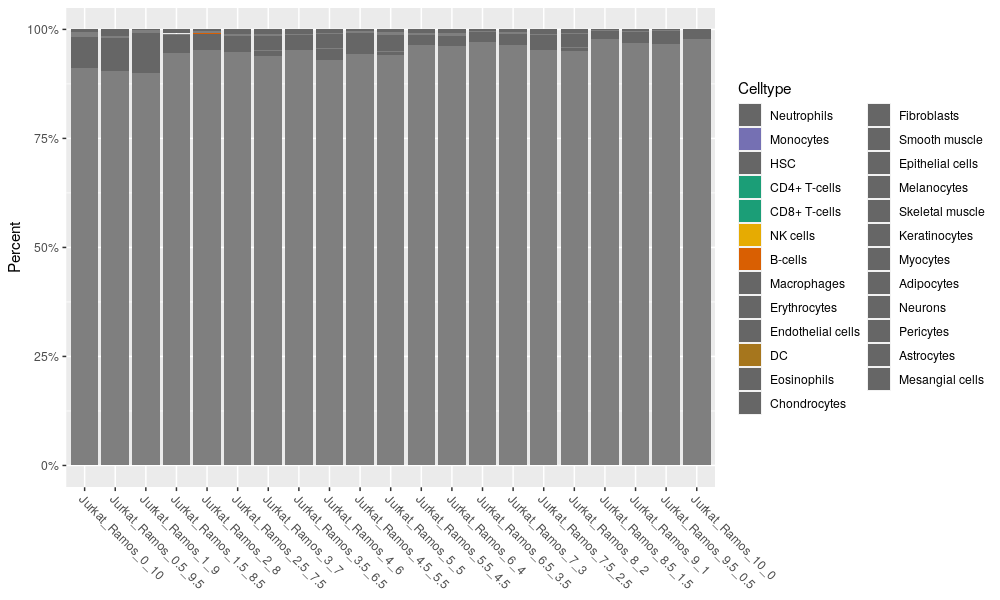 100%
75%
50%
25%
0%
Percent
Jurkat_Ramos_0_10
Jurkat_Ramos_0.5_9.5
Jurkat_Ramos_1_9
Jurkat_Ramos_1.5_8.5
Jurkat_Ramos_2_8
Jurkat_Ramos_2.5_7.5
Jurkat_Ramos_3_7
Jurkat_Ramos_3.5_6.5
Jurkat_Ramos_4_6
Jurkat_Ramos_4.5_5.5
Jurkat_Ramos_5_5
Jurkat_Ramos_5.5_4.5
Jurkat_Ramos_6_4
Jurkat_Ramos_6.5_3.5
Jurkat_Ramos_7_3
Jurkat_Ramos_7.5_2.5
Jurkat_Ramos_8_2
Jurkat_Ramos_8.5_1.5
Jurkat_Ramos_9_1
Jurkat_Ramos_9.5_0.5
Jurkat_Ramos_10_0
Celltype
Neutrophils
Monocytes
HSC
CD4+ T-cells
CD8+ T-cells
NK cells
B-cells
Macrophages
Erythrocytes
Endothelial cells
DC
Eosinophils
Chondrocytes
Fibroblasts
Smooth muscle
Epithelial cells
Melanocytes
Skeletal muscle
Keratinocytes
Myocytes
Adipocytes
Neurons
Pericytes
Astrocytes
Mesangial cells